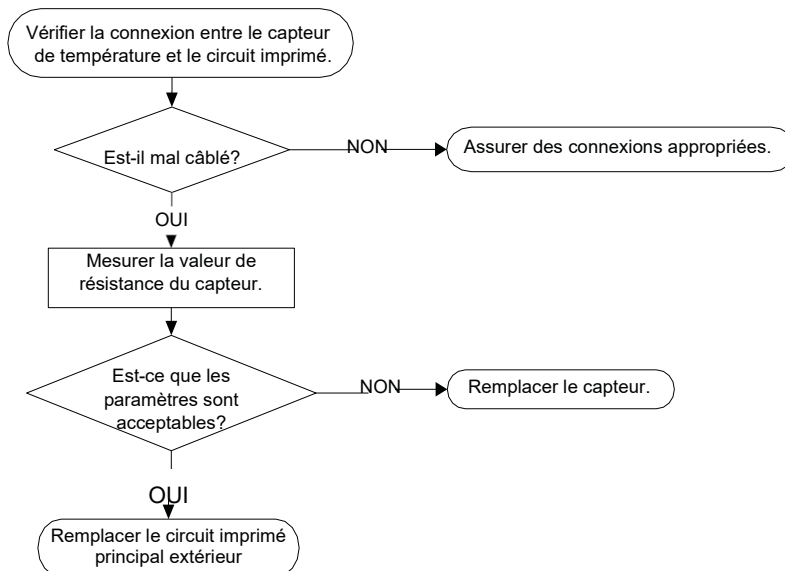 Vérifier la connexion entre le capteur
de température et le circuit imprimé.
Est-il mal câblé?
NON
Assurer des connexions appropriées.
OUI
Mesurer la valeur de
résistance du capteur.
Est-ce que les
paramètres sont
acceptables?
NON
Remplacer le capteur.
OUI
Remplacer le circuit imprimé
principal extérieur